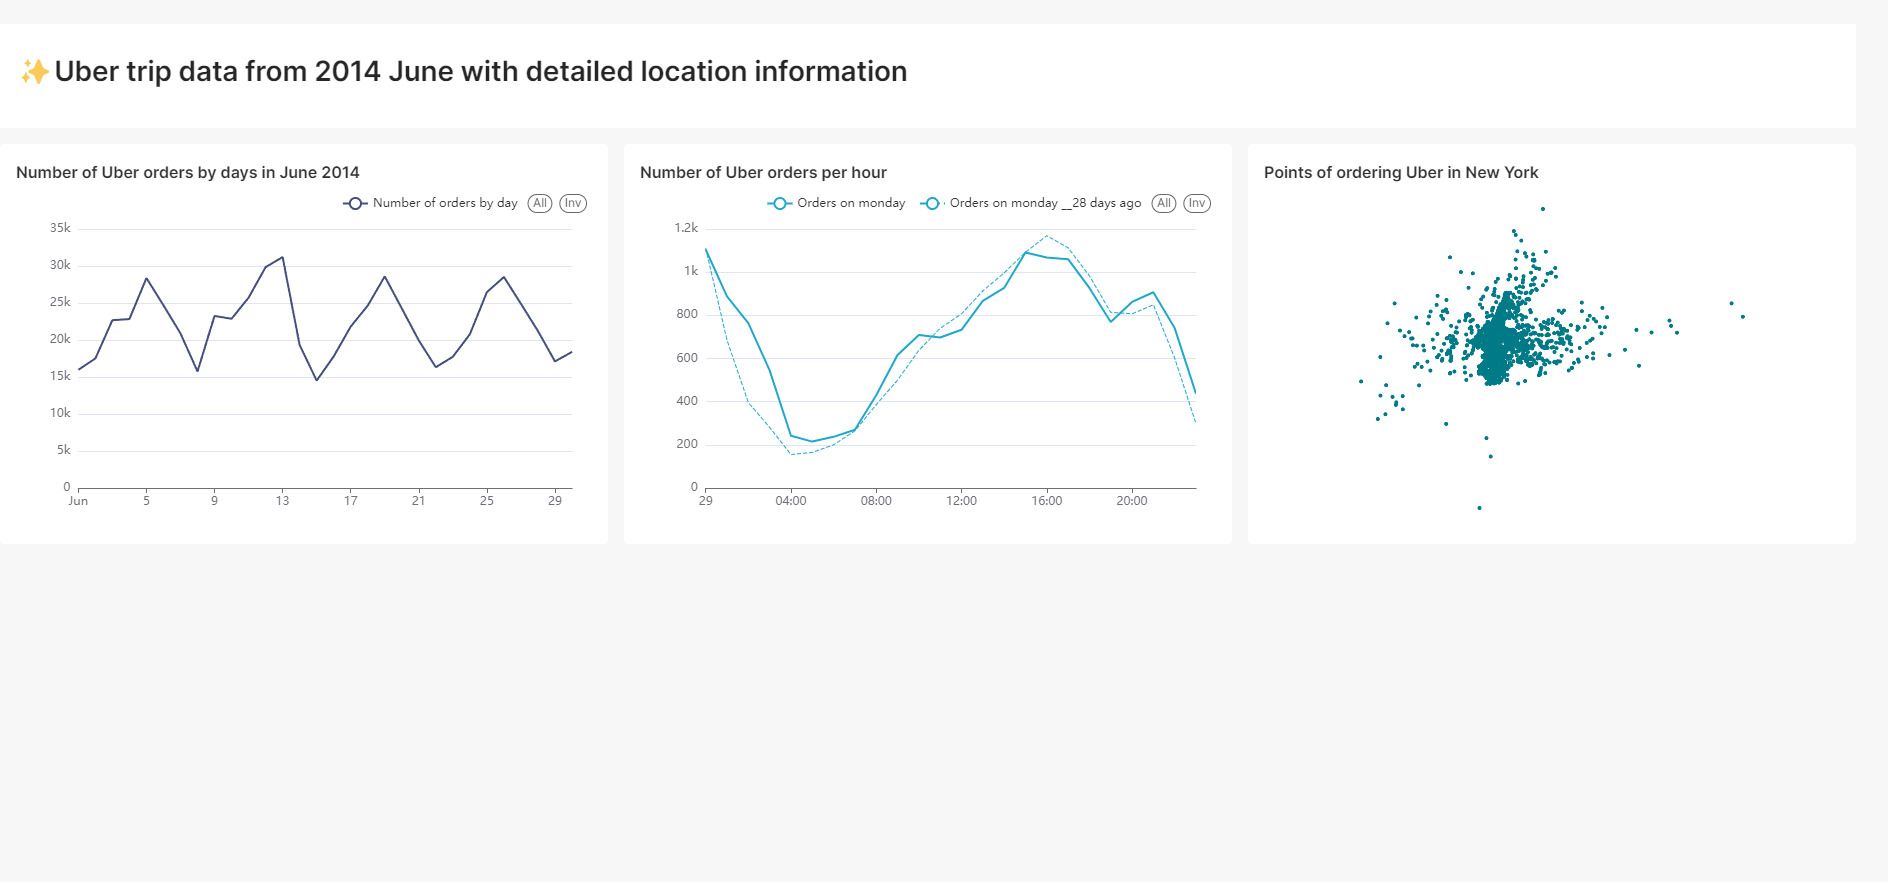 ✨Uber trip data from 2014 June with detailed location information
Number of Uber orders by days in June 2014
Number of orders by day All Inv
35k
30k
25k
20k
15k
10k
5k
0
Jun 5 9 13 17 21 25 29
Number of Uber orders per hour
Orders on monday Orders on monday __28 days ago All Inv
1.2k
1k
800
600
400
200
0
29 04:00 08:00 12:00 16:00 20:00
Points of ordering Uber in New York